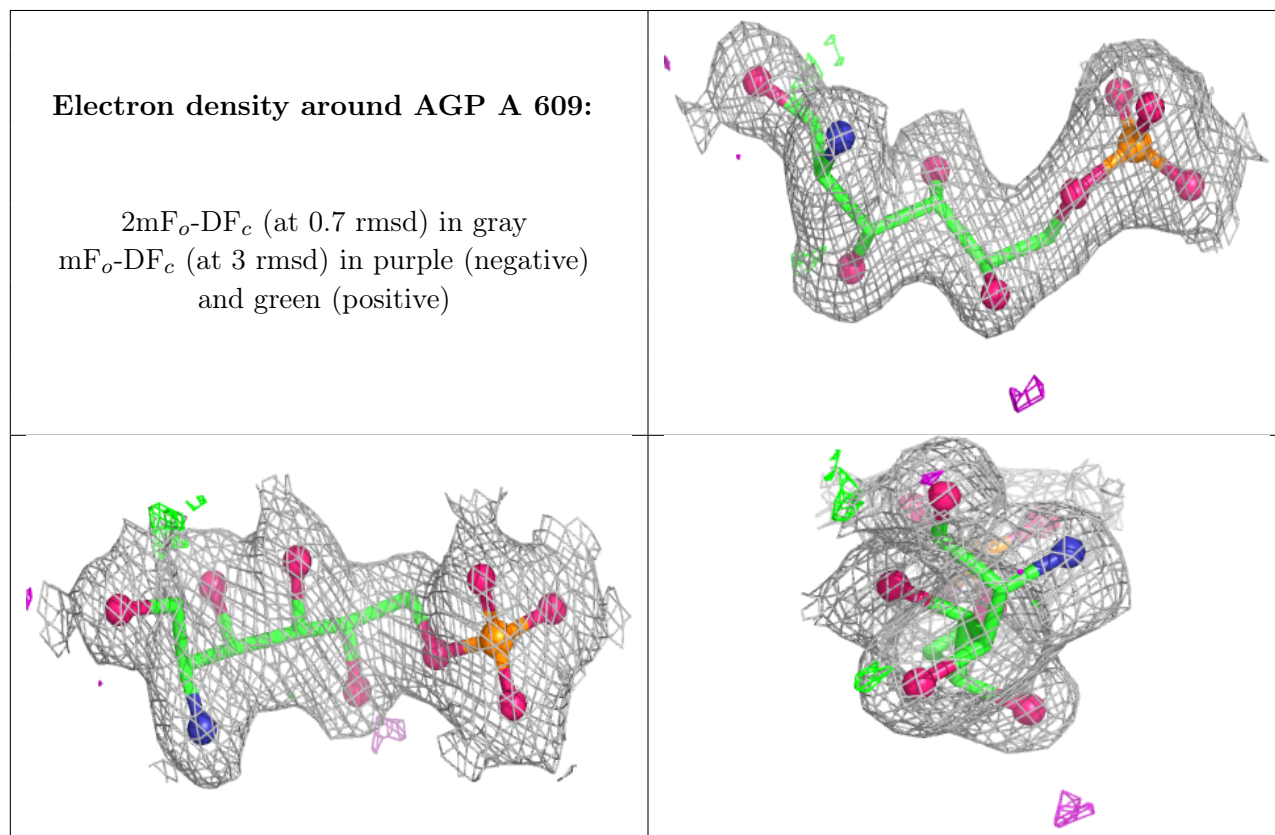 Electron density around AGP A 609:
2mFo-DFc (at 0.7 rmsd) in gray
mFo-DFc (at 3 rmsd) in purple (negative)
and green (positive)